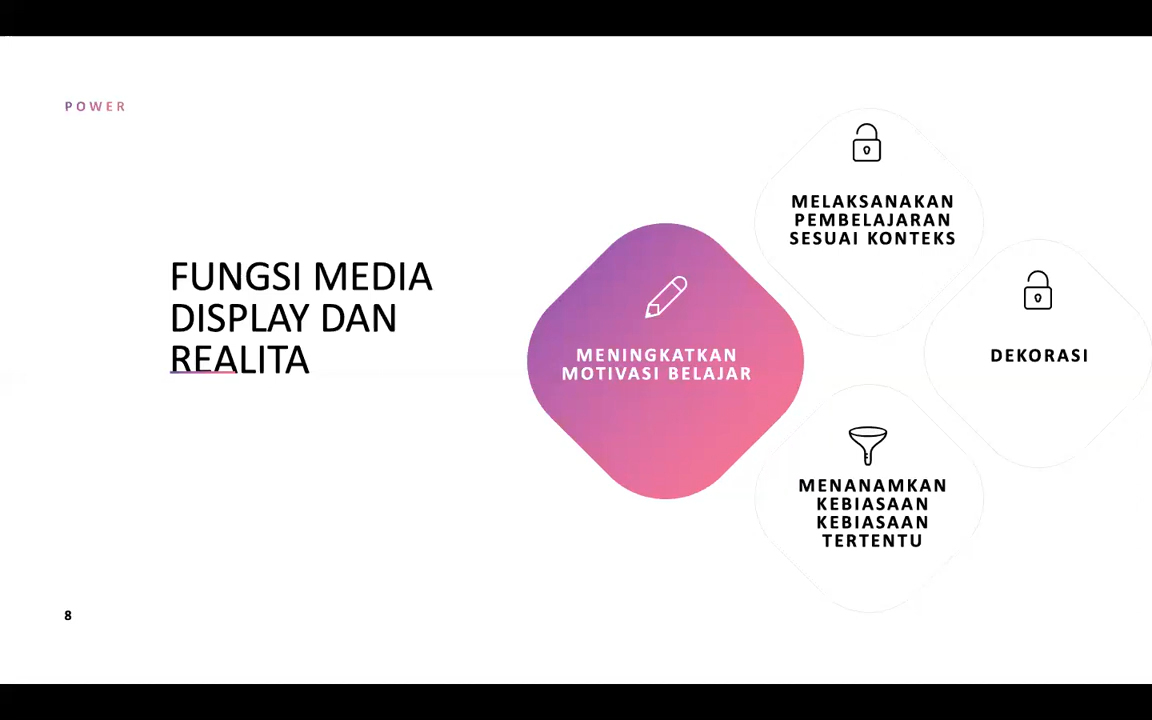 POWER
FUNGSI MEDIA
DISPLAY DAN
REALITA
MENINGKATKAN
MOTIVASI BELAJAR
MELAKSANAKAN
PEMBELAJARAN
SESUAI KONTEKS
DEKORASI
MENANAMKAN
KEBIASAAN
KEBIASAAN
TERTENTU
8